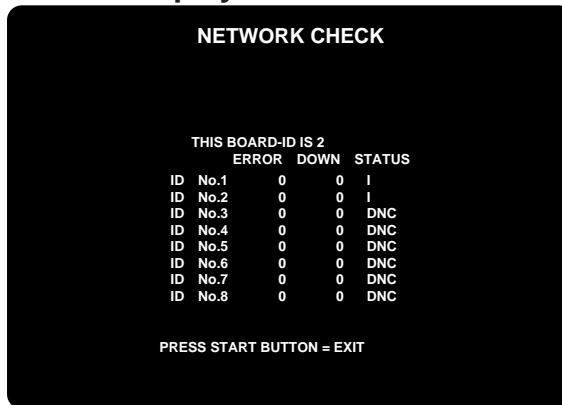 NETWORK CHECK
THIS BOARD-ID IS 2
ERROR DOWN STATUS
ID No.1 0 0 I
ID No.2 0 0 I
ID No.3 0 0 DNC
ID No.4 0 0 DNC
ID No.5 0 0 DNC
ID No.6 0 0 DNC
ID No.7 0 0 DNC
ID No.8 0 0 DNC
PRESS START BUTTON = EXIT